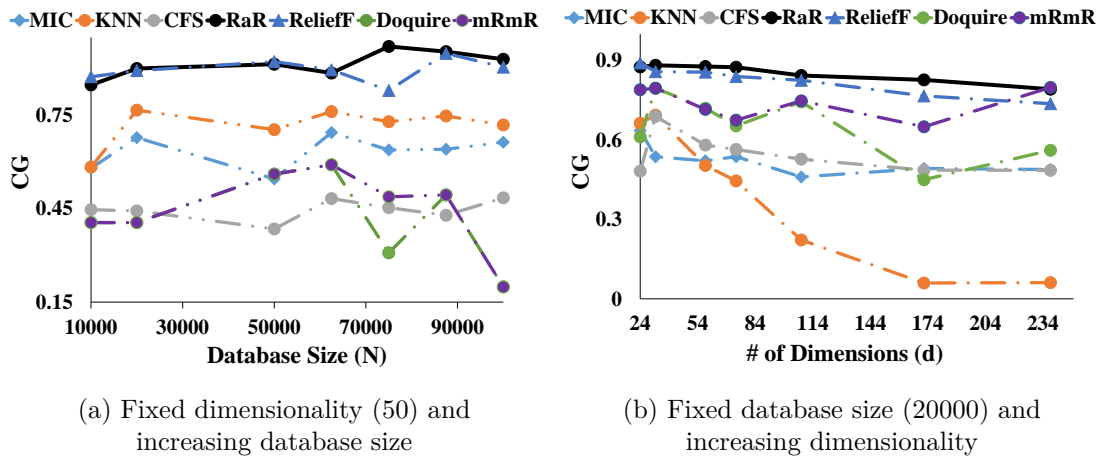 MIC KNN CFS RaR ReliefF Doquire mRmR
0.75
0.45
0.15
CG
10000 30000 50000 70000 90000
Database Size (N)
(a) Fixed dimensionality (50) and
increasing database size
MIC KNN CFS RaR ReliefF Doquire mRmR
0.9
0.6
0.3
0
CG
24 54 84 114 144 174 204 234
# of Dimensions (d)
(b) Fixed database size (20000) and
increasing dimensionality